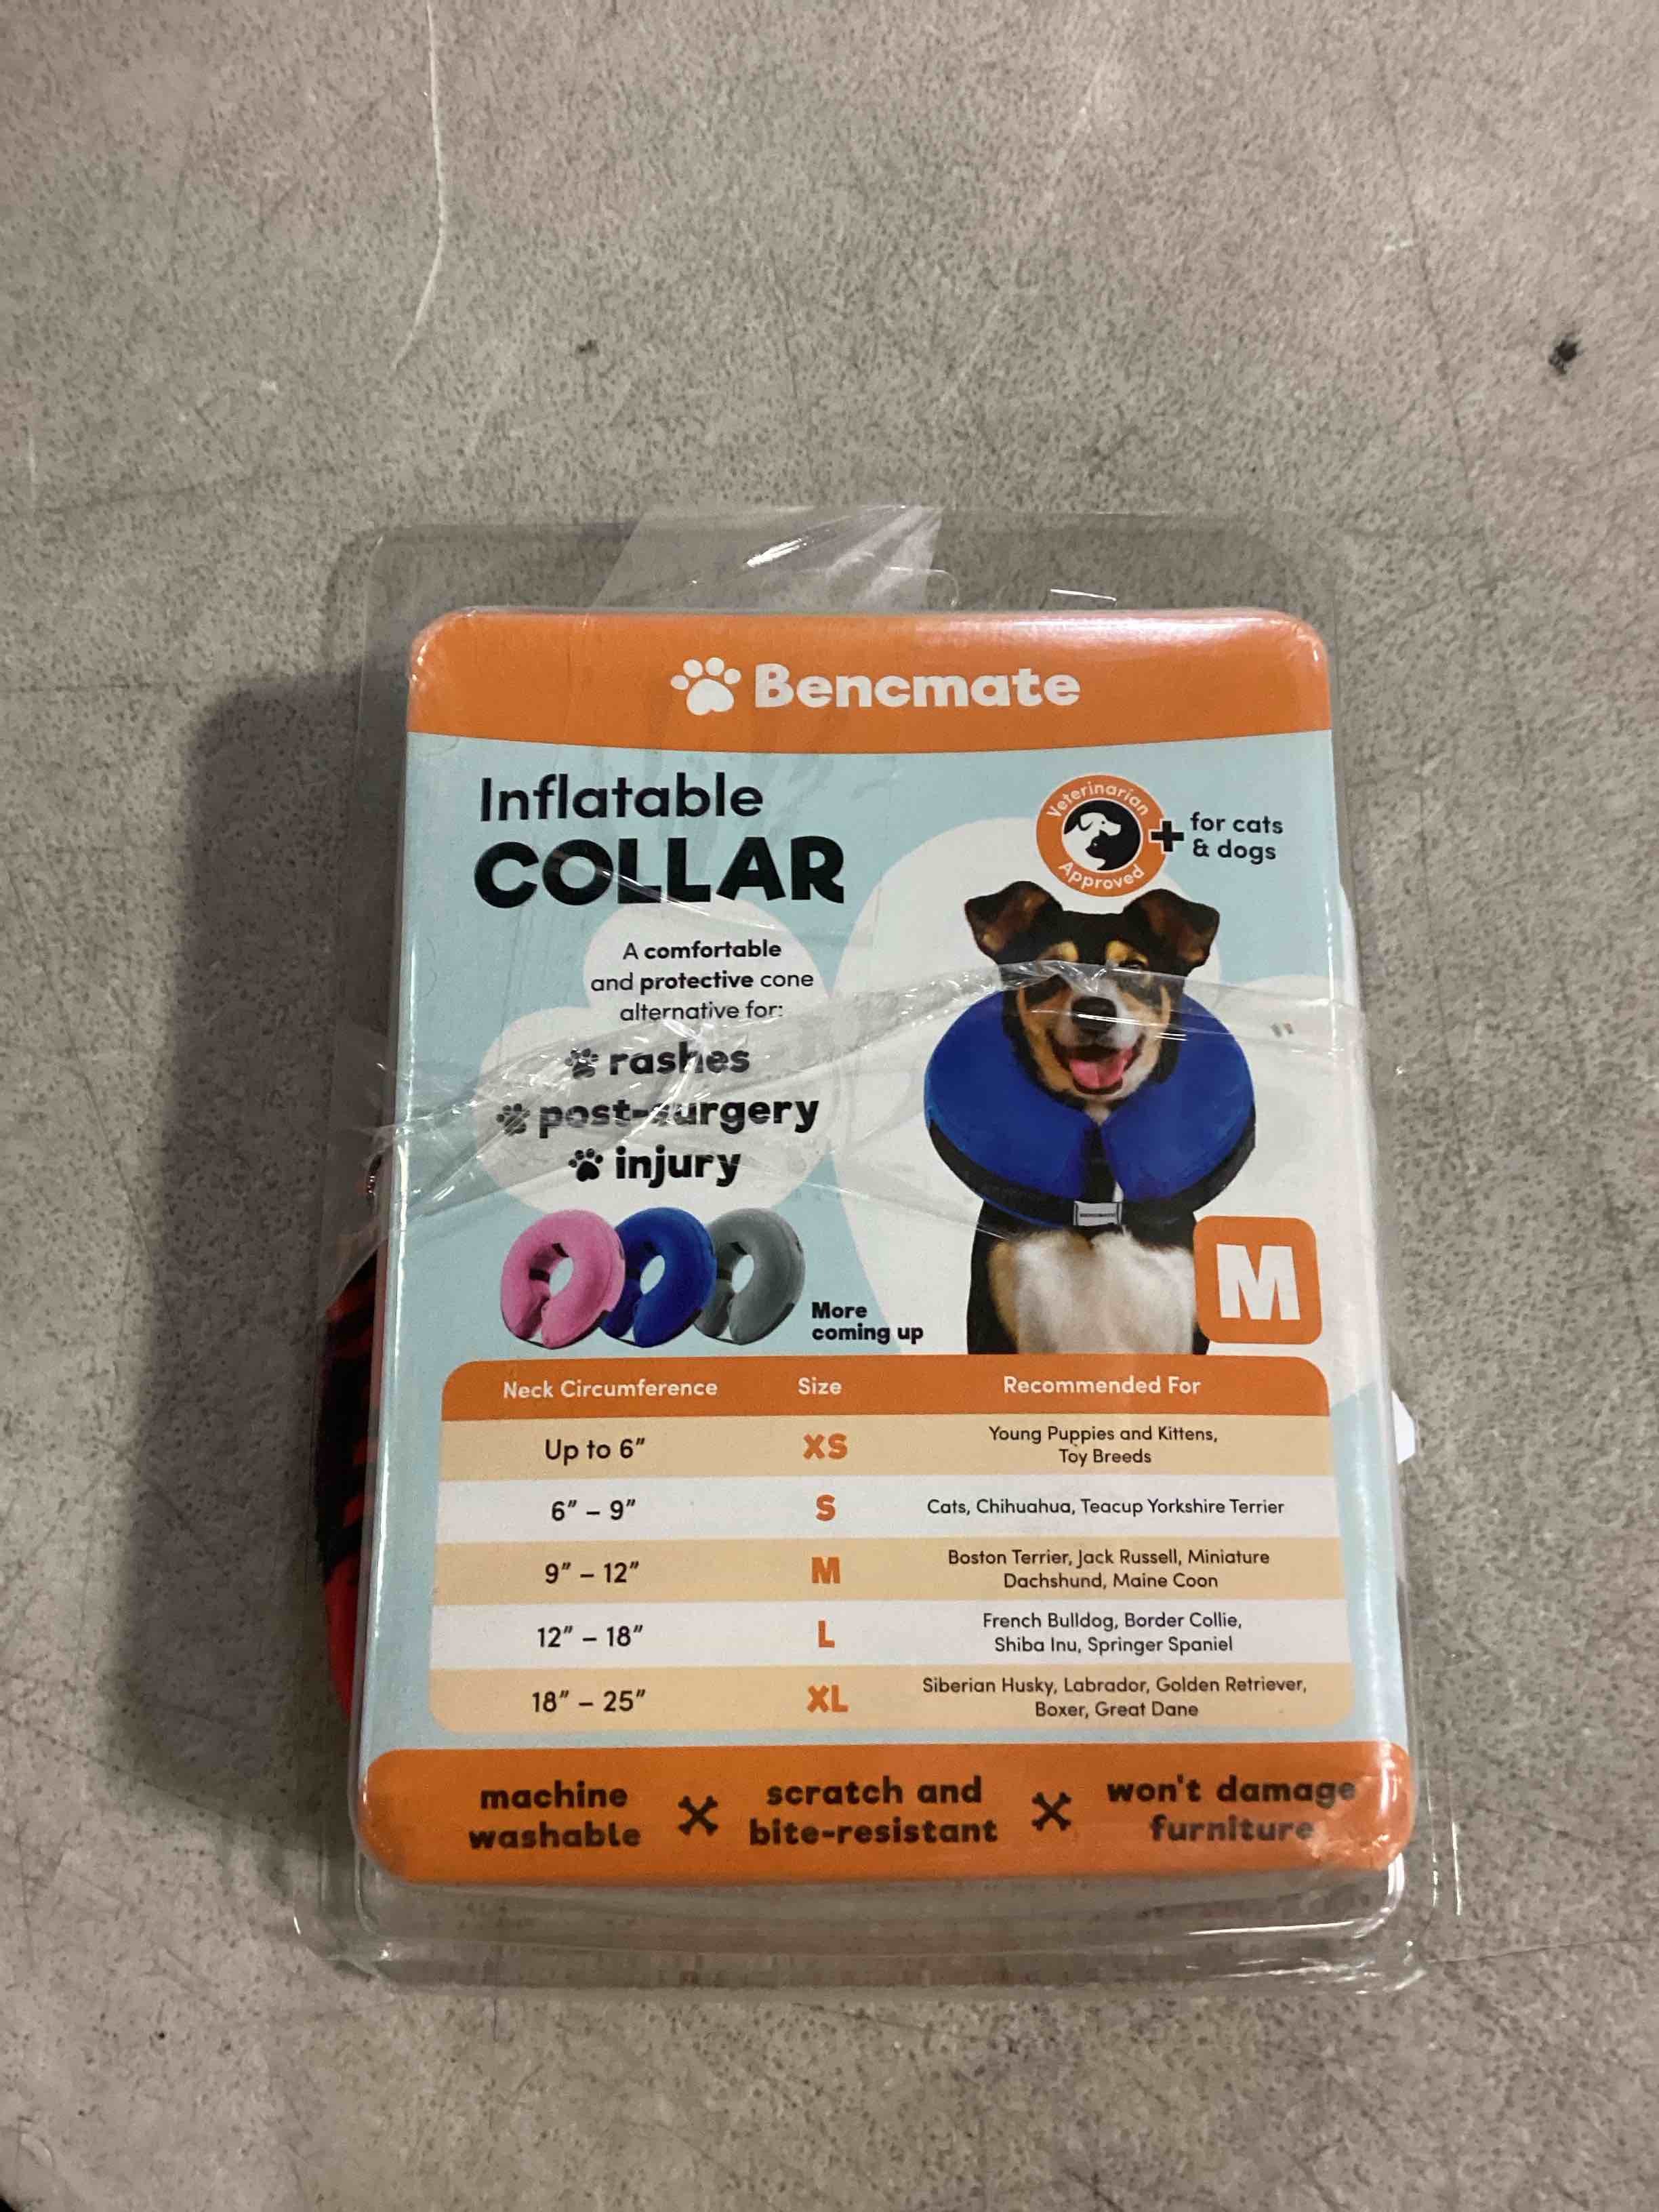 Bencmate
Inflatable
COLLAR
Veterinarian
Approved
for cats
& dogs
A comfortable
and protective cone
alternative for:
rashes
post-surgery
injury
More
coming up
M
Neck Circumference Size Recommended For
Up to 6" XS Young Puppies and Kittens,
Toy Breeds
6" – 9" S Cats, Chihuahua, Teacup Yorkshire Terrier
9" – 12" M Boston Terrier, Jack Russell, Miniature
Dachshund, Maine Coon
12" – 18" L French Bulldog, Border Collie,
Shiba Inu, Springer Spaniel
18" – 25" XL Siberian Husky, Labrador, Golden Retriever,
Boxer, Great Dane
machine
washable
scratch and
bite-resistant
won't damage
furniture